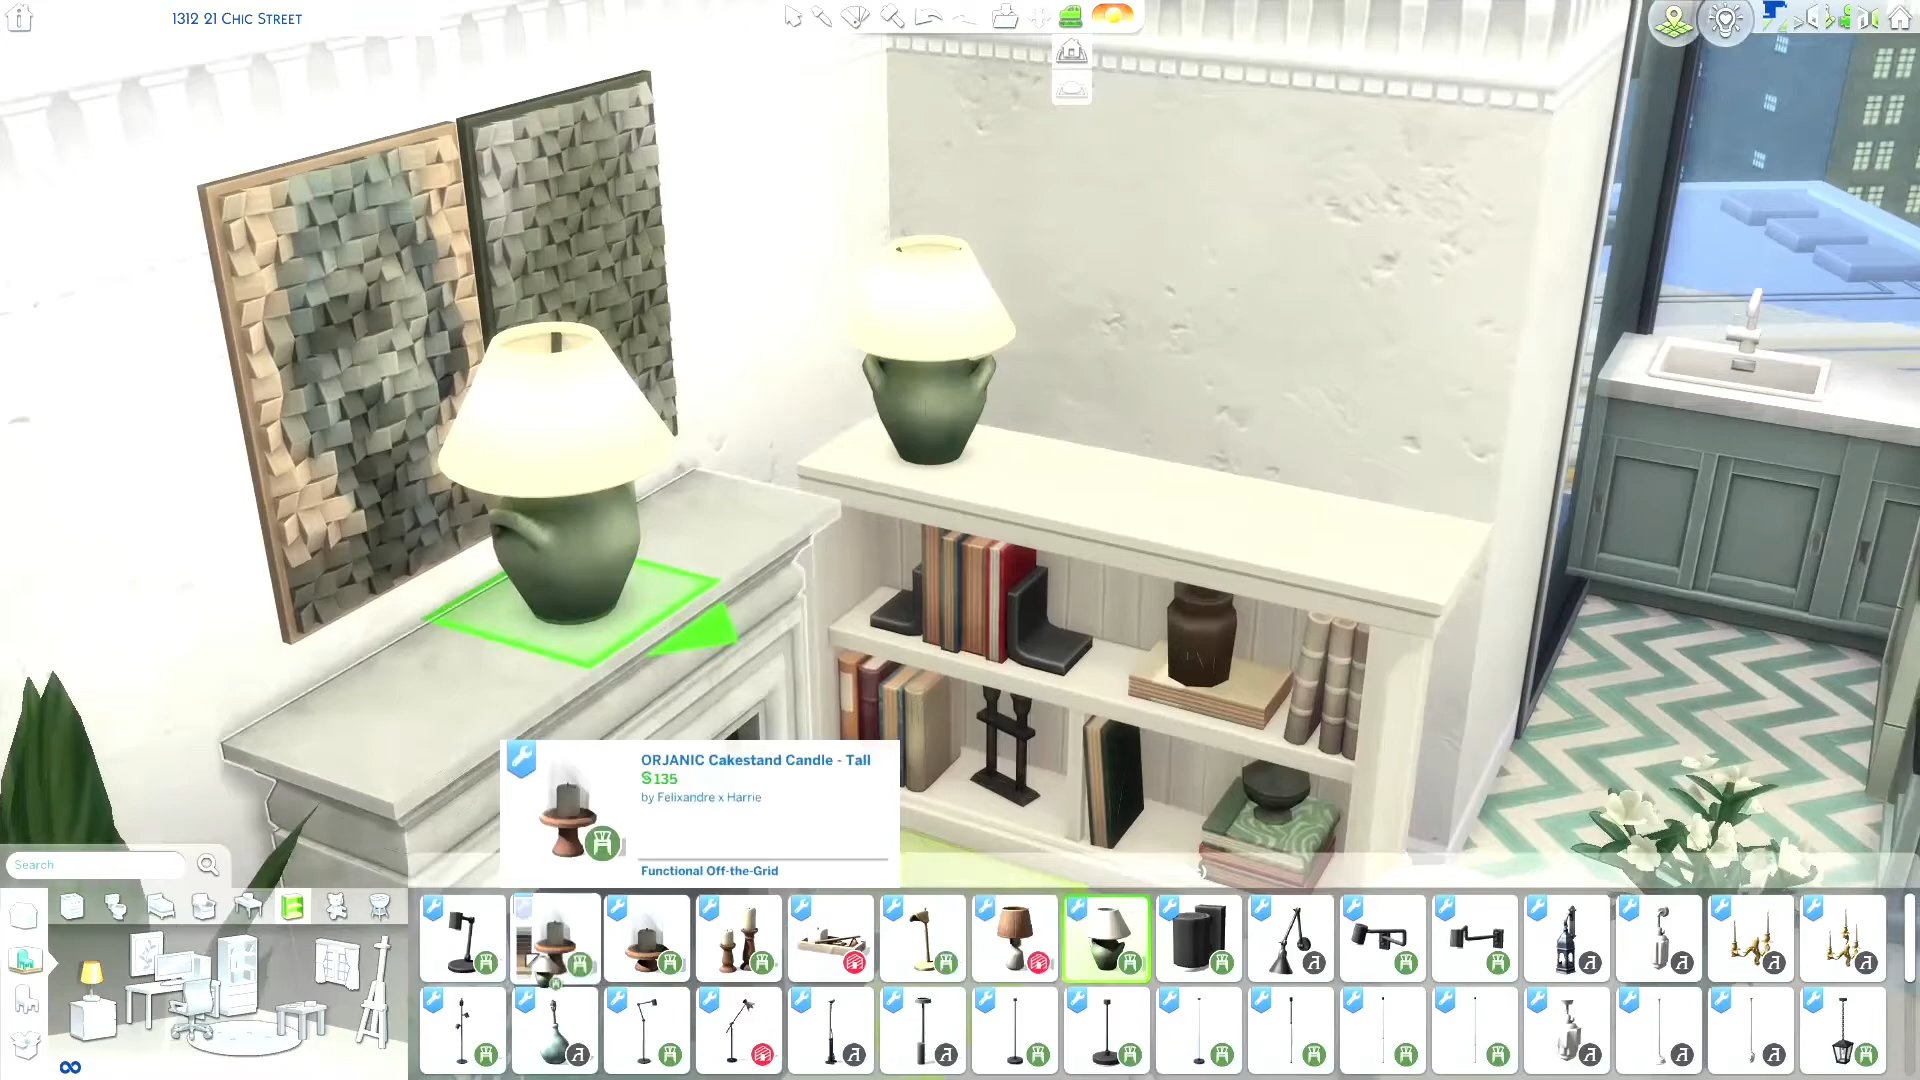 1312 21 Chic Street
ORJANIC Cakestand Candle - Tall
§135
by Felixandre x Harrie
Functional Off-the-Grid
Search